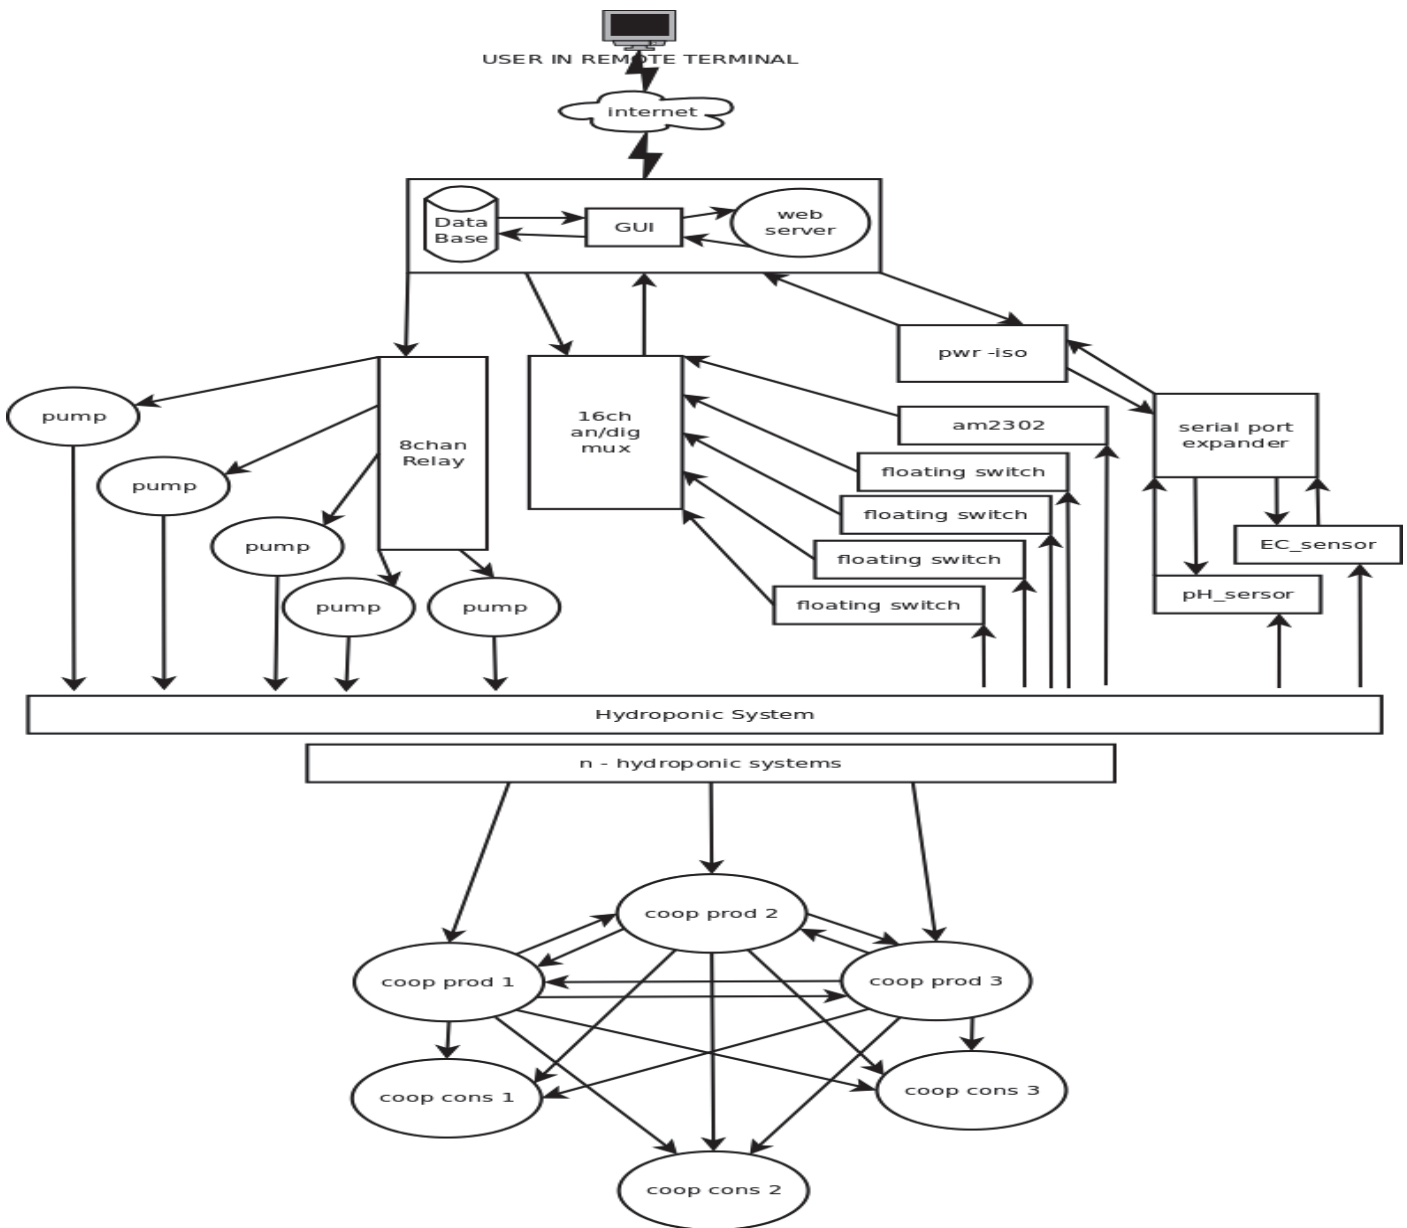 USER IN REMOTE TERMINAL
internet
Data
Base
GUI
web
server
pwr -iso
8chan
Relay
16ch
an/dig
mux
am2302
floating switch
floating switch
floating switch
floating switch
serial port
expander
EC_sensor
pH_sersor
pump
pump
pump
pump
pump
Hydroponic System
n - hydroponic systems
coop prod 2
coop prod 1
coop prod 3
coop cons 1
coop cons 3
coop cons 2